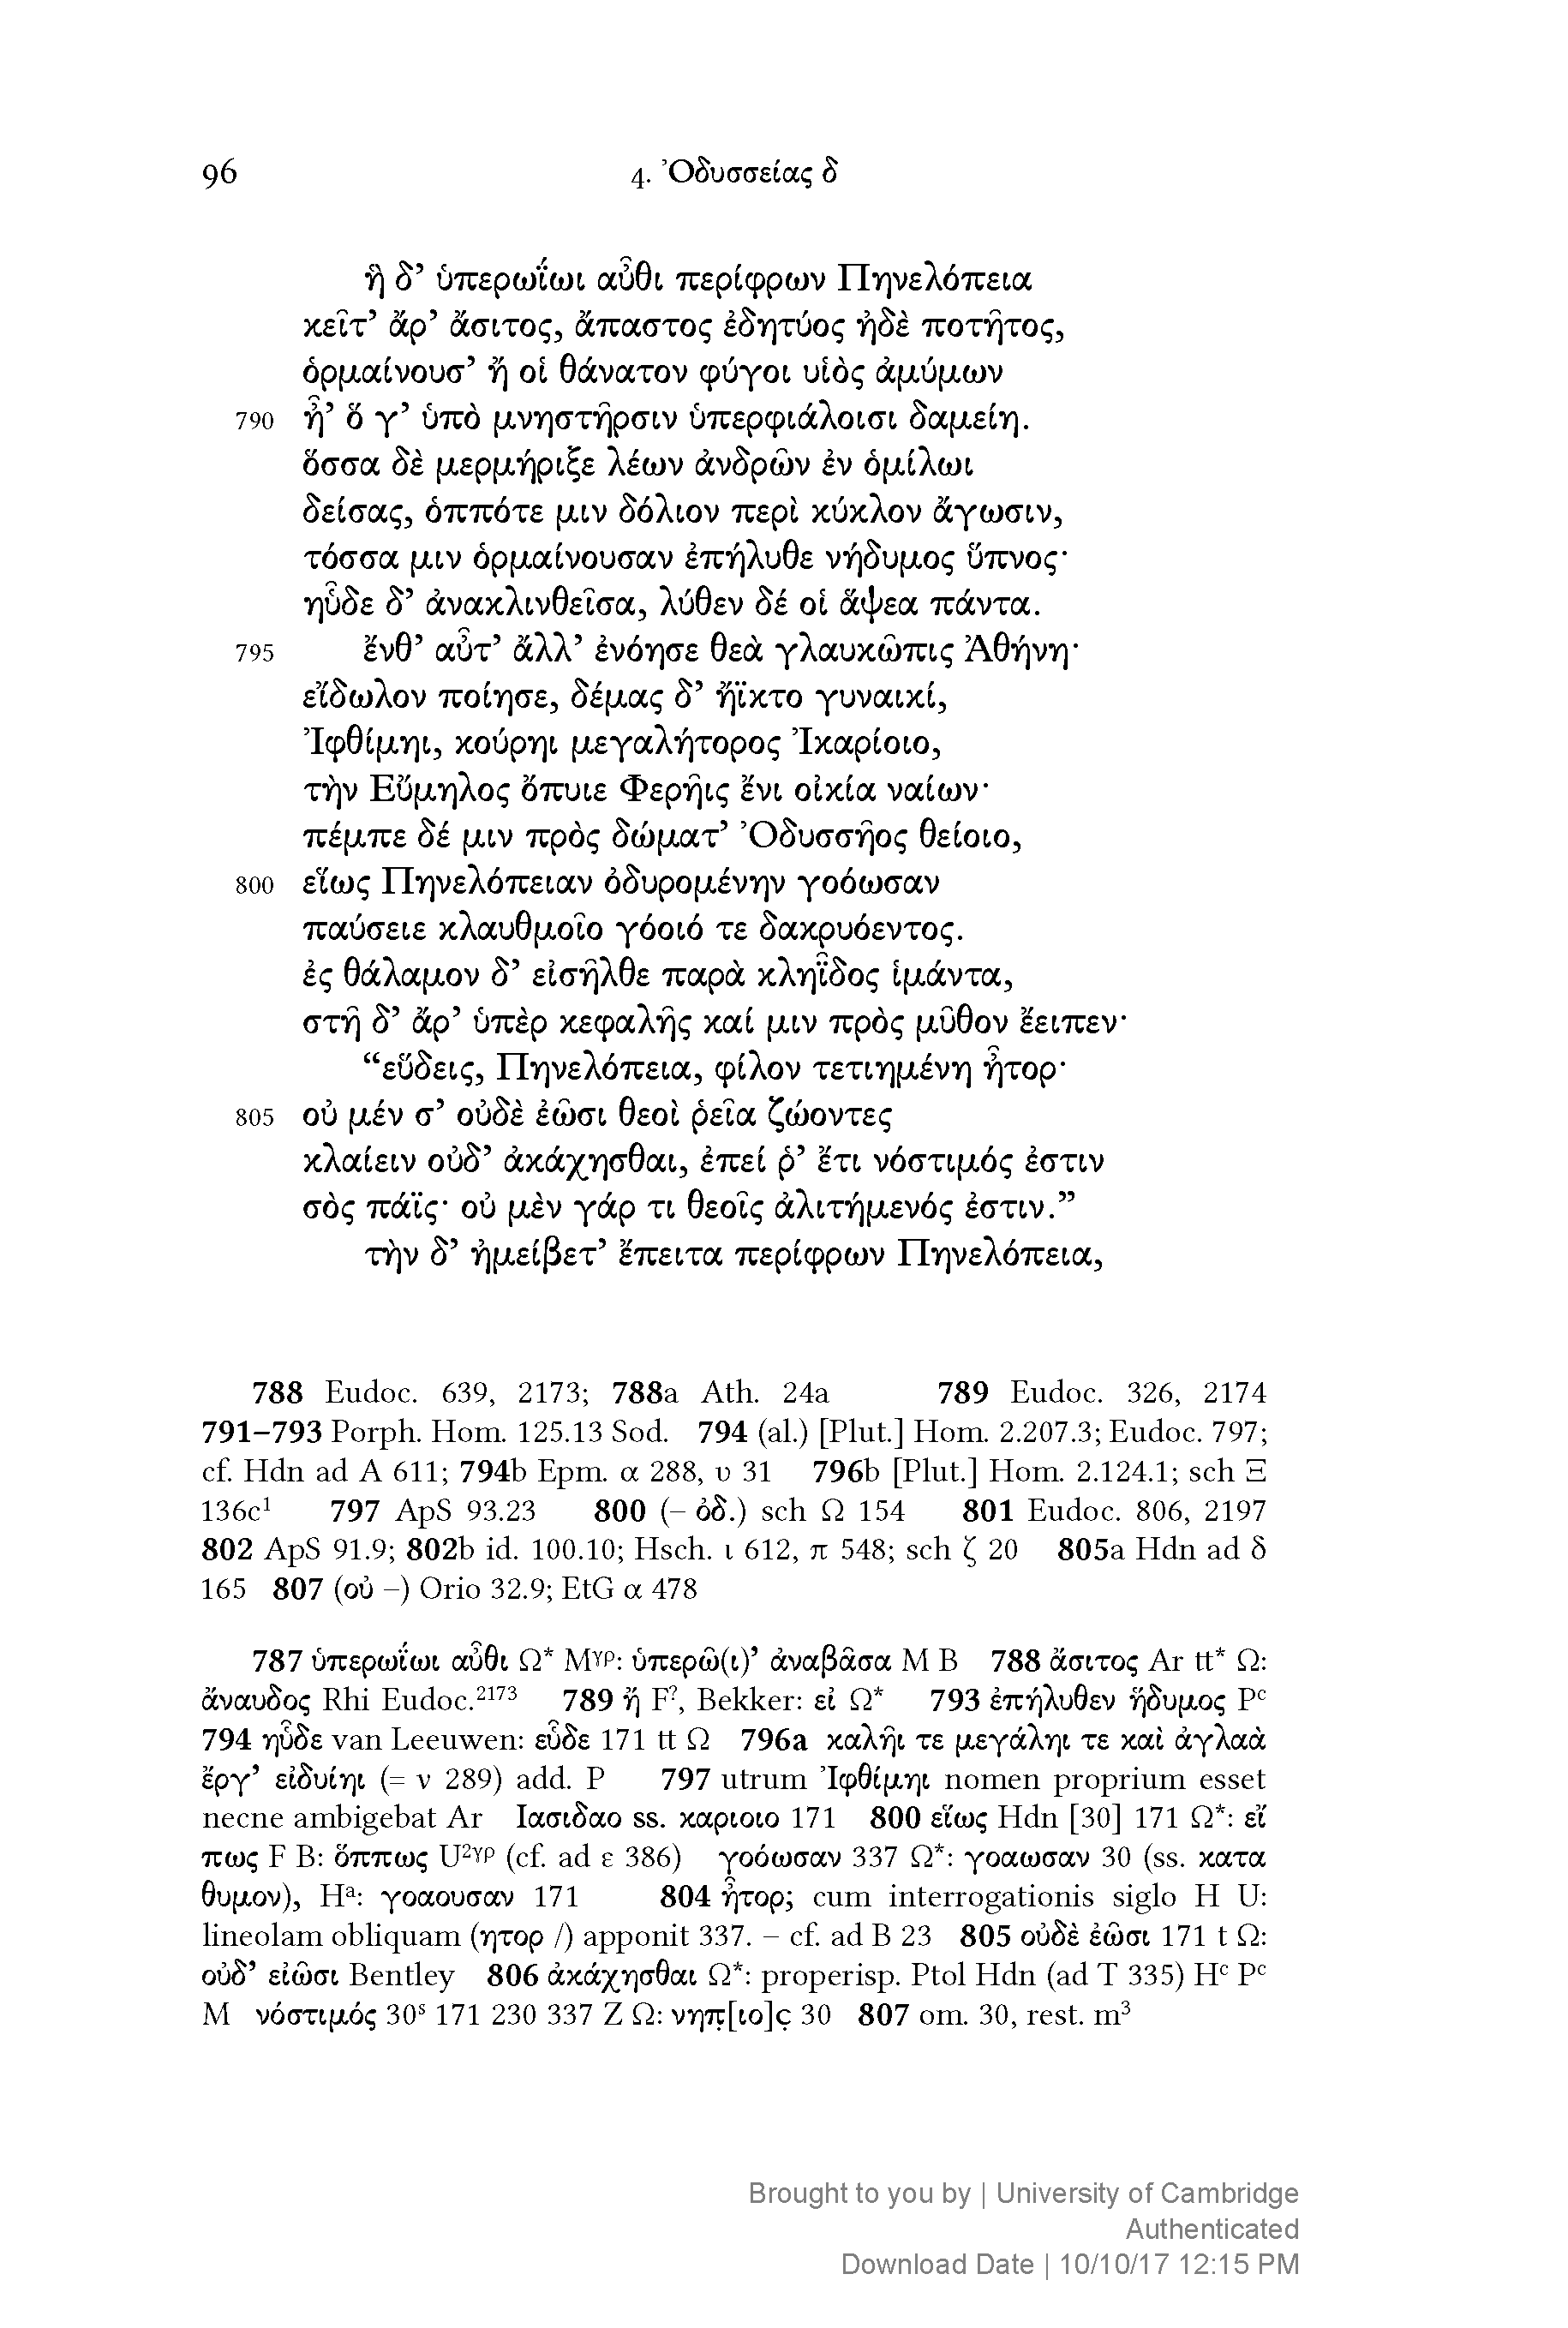 96
4. Ὀδυσσείας δ
ἣ δ’ ὑπερωΐωι αὖθι περίφρων Πηνελόπεια
κεῖτ’ ἄρ’ ἄσιτος, ἄπαστος ἐδητύος ἠδὲ ποτῆτος,
ὁρμαίνουσ’ ἤ οἱ θάνατον φύγοι υἱὸς ἀμύμων
790 ἦ’ ὅ γ’ ὑπὸ μνηστῆρσιν ὑπερφιάλοισι δαμείη.
ὅσσα δὲ μερμήριξε λέων ἀνδρῶν ἐν ὁμίλωι
δείσας, ὁππότε μιν δόλιον περὶ κύκλον ἄγωσιν,
τόσσα μιν ὁρμαίνουσαν ἐπήλυθε νήδυμος ὕπνος·
ηὗδε δ’ ἀνακλινθεῖσα, λύθεν δέ οἱ ἅψεα πάντα.
795 ἔνθ’ αὖτ’ ἄλλ’ ἐνόησε θεὰ γλαυκῶπις Ἀθήνη·
εἴδωλον ποίησε, δέμας δ’ ἤϊκτο γυναικί,
Ἰφθίμηι, κούρηι μεγαλήτορος Ἰκαρίοιο,
τὴν Εὔμηλος ὄπυιε Φερῆις ἔνι οἰκία ναίων·
πέμπε δέ μιν πρὸς δώματ’ Ὀδυσσῆος θείοιο,
800 εἵως Πηνελόπειαν ὀδυρομένην γοόωσαν
παύσειε κλαυθμοῖο γόοιό τε δακρυόεντος.
ἐς θάλαμον δ’ εἰσῆλθε παρὰ κληῖδος ἱμάντα,
στῆ δ’ ἄρ’ ὑπὲρ κεφαλῆς καί μιν πρὸς μῦθον ἔειπεν·
“εὕδεις, Πηνελόπεια, φίλον τετιημένη ἦτορ·
805 οὐ μέν σ’ οὐδὲ ἐῶσι θεοὶ ῥεῖα ζώοντες
κλαίειν οὐδ’ ἀκάχησθαι, ἐπεί ῥ’ ἔτι νόστιμός ἐστιν
σὸς πάϊς· οὐ μὲν γάρ τι θεοῖς ἀλιτήμενός ἐστιν.”
τὴν δ’ ἠμείβετ’ ἔπειτα περίφρων Πηνελόπεια,
788 Eudoc. 639, 2173; 788a Ath. 24a 789 Eudoc. 326, 2174
791–793 Porph. Hom. 125.13 Sod. 794 (al.) [Plut.] Hom. 2.207.3; Eudoc. 797;
cf. Hdn ad A 611; 794b Epm. α 288, υ 31 796b [Plut.] Hom. 2.124.1; sch Ξ
136c¹ 797 ApS 93.23 800 (– ὀδ.) sch Ω 154 801 Eudoc. 806, 2197
802 ApS 91.9; 802b id. 100.10; Hsch. ι 612, π 548; sch ζ 20 805a Hdn ad δ
165 807 (οὐ –) Orio 32.9; EtG α 478
787 ὑπερωΐωι αὖθι Ω* Mᵞᵖ: ὑπερῶ(ι)’ ἀναβᾶσα M B 788 ἄσιτος Ar tt* Ω:
ἄναυδος Rhi Eudoc.²¹⁷³ 789 ἤ F?, Bekker: εἰ Ω* 793 ἐπήλυθεν ἥδυμος Pᶜ
794 ηὗδε van Leeuwen: εὗδε 171 tt Ω 796a καλῆι τε μεγάληι τε καὶ ἀγλαὰ
ἔργ’ εἰδυίηι (= ν 289) add. P 797 utrum Ἰφθίμηι nomen proprium esset
necne ambigebat Ar Ιασιδαο ss. καριοιο 171 800 εἵως Hdn [30] 171 Ω*: εἴ
πως F B: ὅππως U²ᵞᵖ (cf. ad ε 386) γοόωσαν 337 Ω*: γοαωσαν 30 (ss. κατα
θυμον), Hᵃ: γοαουσαν 171 804 ἦτορ; cum interrogationis siglo H U:
lineolam obliquam (ητορ /) apponit 337. – cf. ad B 23 805 οὐδὲ ἐῶσι 171 t Ω:
οὐδ’ εἰῶσι Bentley 806 ἀκάχησθαι Ω*: properisp. Ptol Hdn (ad T 335) Hᶜ Pᶜ
M νόστιμός 30ˢ 171 230 337 Z Ω: νηπ̣[ιο]ς̣ 30 807 om. 30, rest. m³
Brought to you by | University of Cambridge
Authenticated
Download Date | 10/10/17 12:15 PM